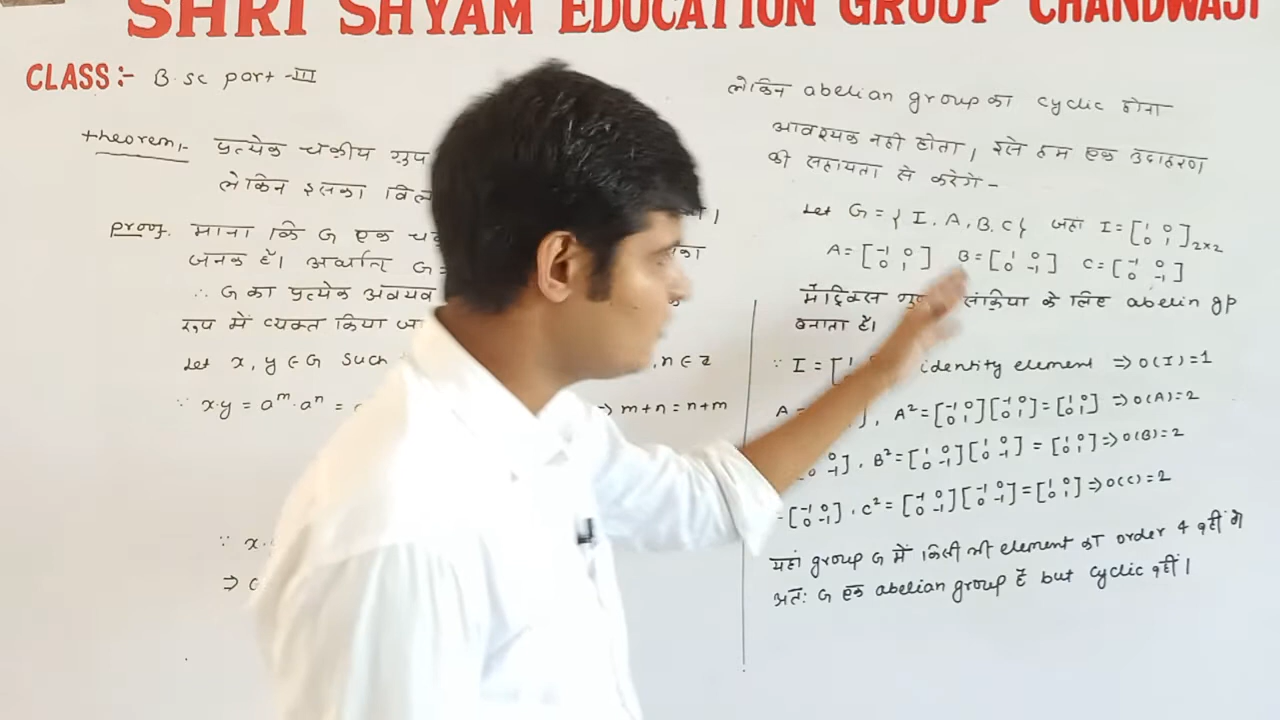 SHRI SHYAM EDUCATION GROUP CHANDWAJI
CLASS:- B.sc part-III
theorem:- प्रत्येक चक्रीय ग्रुप
लेकिन इसका
proof. माना कि G एक
जनक हैं। अर्थात G =
∴ G का प्रत्येक अवयव
रूप में व्यक्त किया जा
Let x, y ∈ G such , n ∈ z
∵ x.y = a^m . a^n = ⇒ m+n = n+m
∵ x.
⇒ G
लेकिन abelian group का cyclic होना
आवश्यक नही होता, इसे हम एक उदाहरण
की सहायता से करेगे -
Let G = { I, A, B, C} जहां I = [1 0 0 1]2x2
A = [-1 0 0 1] B = [1 0 0 -1] C = [-1 0 0 -1]
मैट्रिक्स के लिए abelin gp
बनाता हैं।
∵ I = [ identity element ⇒ O(I) = 1
A = ], A² = [-1 0 0 1] [-1 0 0 1] = [1 0 0 1] ⇒ O(A) = 2
0 -1], B² = [1 0 0 -1] [1 0 0 -1] = [1 0 0 1] ⇒ O(B) = 2
= [-1 0 0 -1], C² = [-1 0 0 -1] [-1 0 0 -1] = [1 0 0 1] ⇒ O(C) = 2
यहां group G में किसी भी element का order 4 नहीं
अतः G एक abelian group हैं but cyclic नहीं।